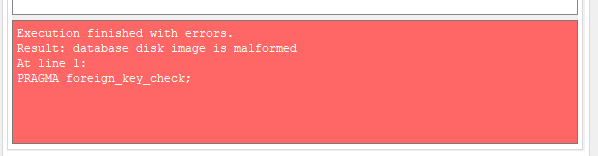 Execution finished with errors.
Result: database disk image is malformed
At line 1:
PRAGMA foreign_key_check;